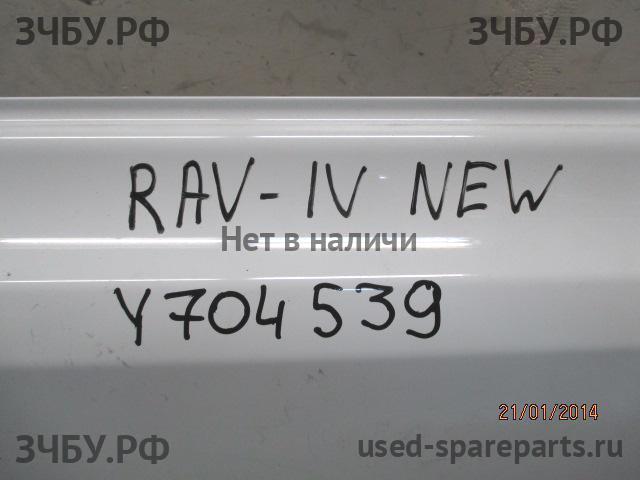 ЗЧБУ.РФ ЗЧБУ.РФ
RAV-IV NEW
Нет в наличи
Y704539
21/01/2014
ЗЧБУ.РФ used-spareparts.ru